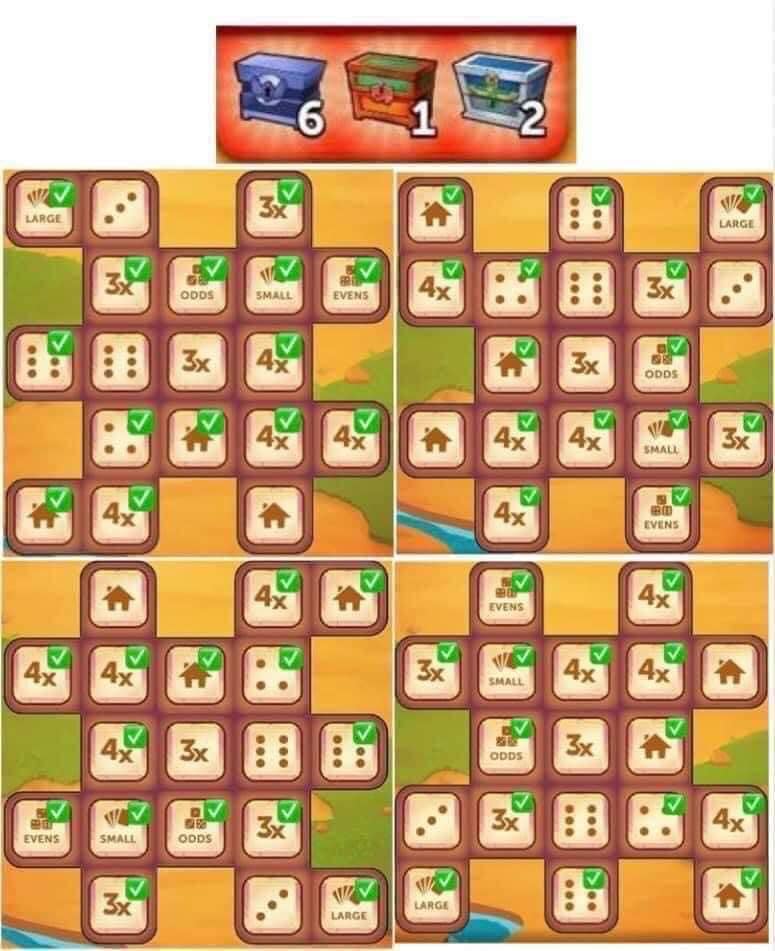 6 1 2
LARGE 3x
3x ODDS SMALL EVENS
3x 4x
4x 4x
4x
LARGE
4x 3x
3x ODDS
4x 4x SMALL 3x
4x EVENS
4x
4x 4x
4x 3x
EVENS SMALL ODDS 3x
3x LARGE
EVENS 4x
3x SMALL 4x 4x
ODDS 3x
3x 4x
LARGE